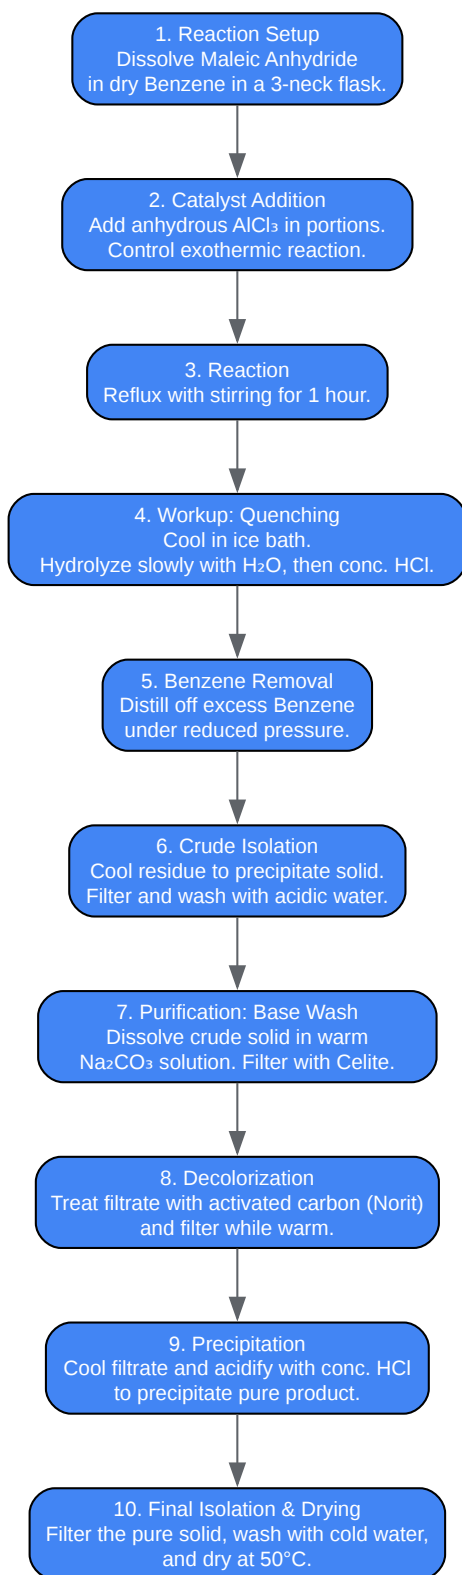 1. Reaction Setup
Dissolve Maleic Anhydride
in dry Benzene in a 3-neck flask.
2. Catalyst Addition
Add anhydrous AlCl₃ in portions.
Control exothermic reaction.
3. Reaction
Reflux with stirring for 1 hour.
4. Workup: Quenching
Cool in ice bath.
Hydrolyze slowly with H₂O, then conc. HCl.
5. Benzene Removal
Distill off excess Benzene
under reduced pressure.
6. Crude Isolation
Cool residue to precipitate solid.
Filter and wash with acidic water.
7. Purification: Base Wash
Dissolve crude solid in warm
Na₂CO₃ solution. Filter with Celite.
8. Decolorization
Treat filtrate with activated carbon (Norit)
and filter while warm.
9. Precipitation
Cool filtrate and acidify with conc. HCl
to precipitate pure product.
10. Final Isolation & Drying
Filter the pure solid, wash with cold water,
and dry at 50°C.